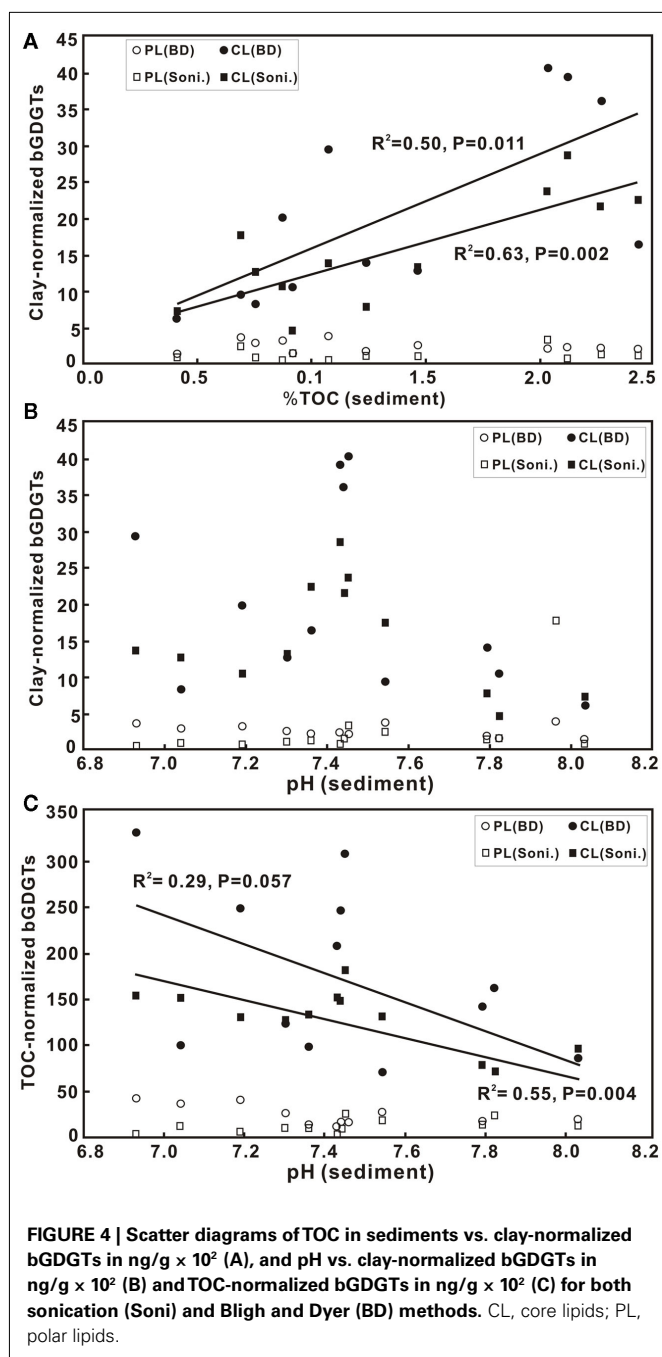 A
45
40
35
30
25
20
15
10
5
0
Clay-normalized bGDGTs
○ PL(BD) ● CL(BD)
□ PL(Soni.) ■ CL(Soni.)
R²=0.50, P=0.011
R²=0.63, P=0.002
0.0 0.5 0.1 1.5 2.0 2.5
%TOC (sediment)
B
45
40
35
30
25
20
15
10
5
0
Clay-normalized bGDGTs
○ PL(BD) ● CL(BD)
□ PL(Soni.) ■ CL(Soni.)
6.8 7.0 7.2 7.4 7.6 7.8 8.0 8.2
pH (sediment)
C
350
300
250
200
150
100
50
0
TOC-normalized bGDGTs
○ PL(BD) ● CL(BD)
□ PL(Soni.) ■ CL(Soni.)
R²= 0.29, P=0.057
R²= 0.55, P=0.004
6.8 7.0 7.2 7.4 7.6 7.8 8.0 8.2
pH (sediment)
FIGURE 4 | Scatter diagrams of TOC in sediments vs. clay-normalized
bGDGTs in ng/g × 10² (A), and pH vs. clay-normalized bGDGTs in
ng/g × 10² (B) and TOC-normalized bGDGTs in ng/g × 10² (C) for both
sonication (Soni) and Bligh and Dyer (BD) methods. CL, core lipids; PL,
polar lipids.